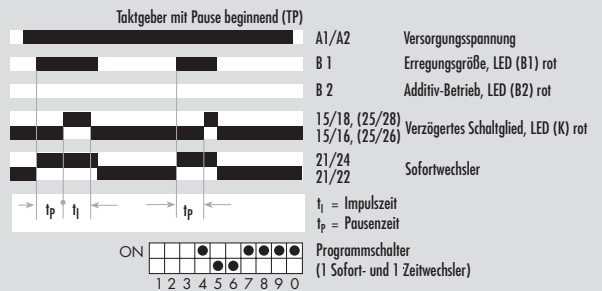 Taktgeber mit Pause beginnend (TP)
A1/A2 Versorgungsspannung
B 1 Erregungsgröße, LED (B1) rot
B 2 Additiv-Betrieb, LED (B2) rot
15/18, (25/28)
15/16, (25/26) Verzögertes Schaltglied, LED (K) rot
21/24
21/22 Sofortwechsler
tP tI tP
tI = Impulszeit
tP = Pausenzeit
ON Programmschalter
(1 Sofort- und 1 Zeitwechsler)
1 2 3 4 5 6 7 8 9 0